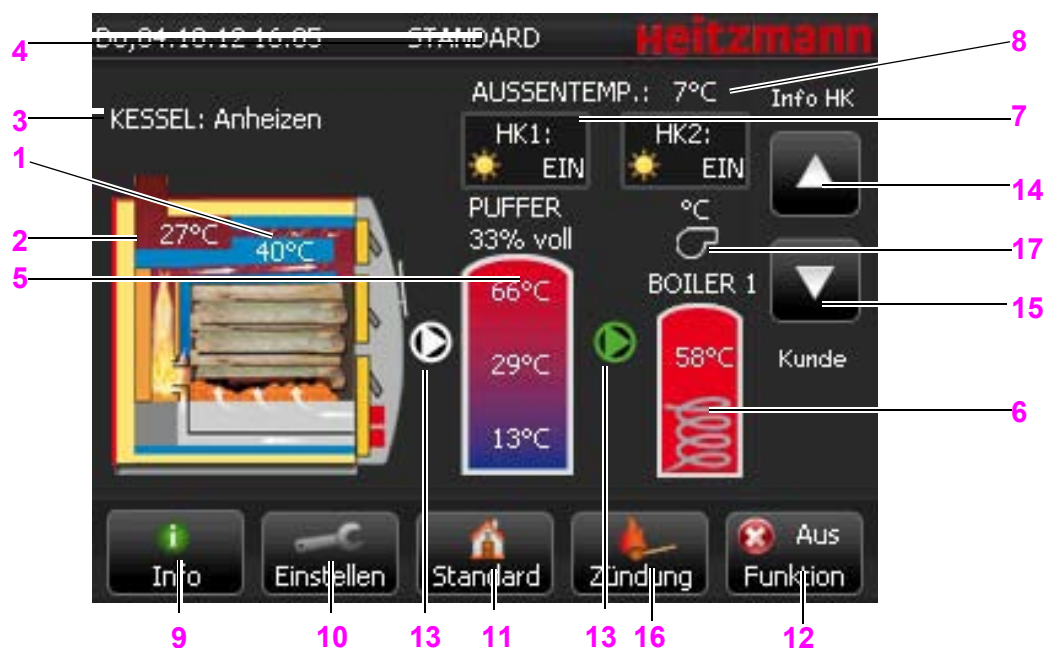 4 Do,04.10.12 16:05 STANDARD Heitzmann 8
AUSSENTEMP.: 7°C Info HK
3 KESSEL: Anheizen 7
HK1: HK2:
1 EIN EIN 14
PUFFER °C
2 27°C 33% voll 17
40°C
5 66°C BOILER 1 15
29°C 58°C Kunde
6
13°C
Info Einstellen Standard Zündung Aus Funktion
9 10 13 11 13 16 12